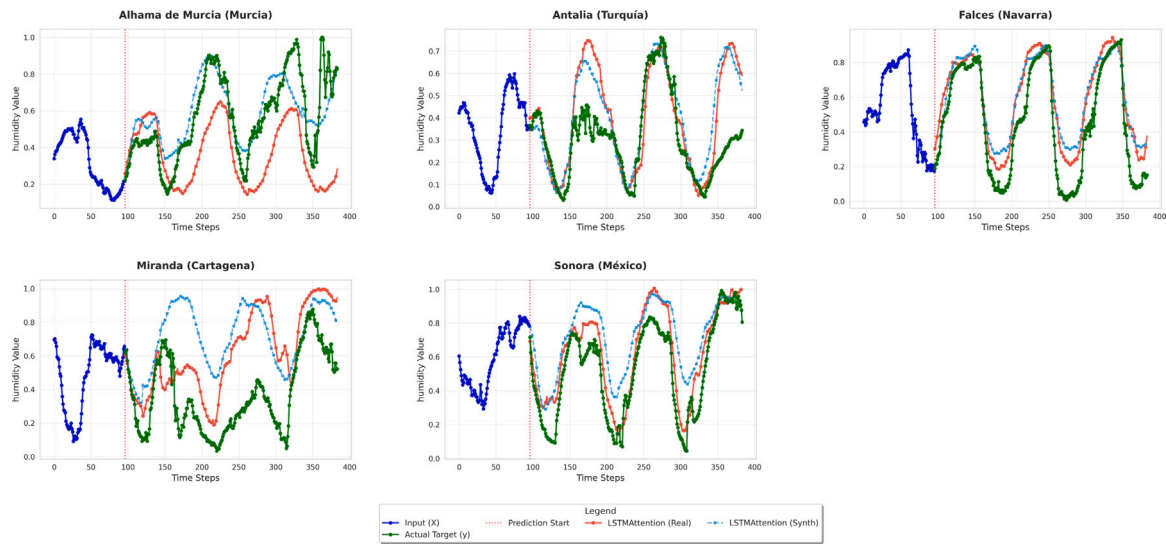 Alhama de Murcia (Murcia)
humidity Value
1.0
0.8
0.6
0.4
0.2
0 50 100 150 200 250 300 350 400
Time Steps
Antalia (Turquía)
humidity Value
0.7
0.6
0.5
0.4
0.3
0.2
0.1
0.0
0 50 100 150 200 250 300 350 400
Time Steps
Falces (Navarra)
humidity Value
0.8
0.6
0.4
0.2
0.0
0 50 100 150 200 250 300 350 400
Time Steps
Miranda (Cartagena)
humidity Value
1.0
0.8
0.6
0.4
0.2
0.0
0 50 100 150 200 250 300 350 400
Time Steps
Sonora (México)
humidity Value
1.0
0.8
0.6
0.4
0.2
0.0
0 50 100 150 200 250 300 350 400
Time Steps
Legend
Input (X)
Actual Target (y)
Prediction Start
LSTMAttention (Real)
LSTMAttention (Synth)